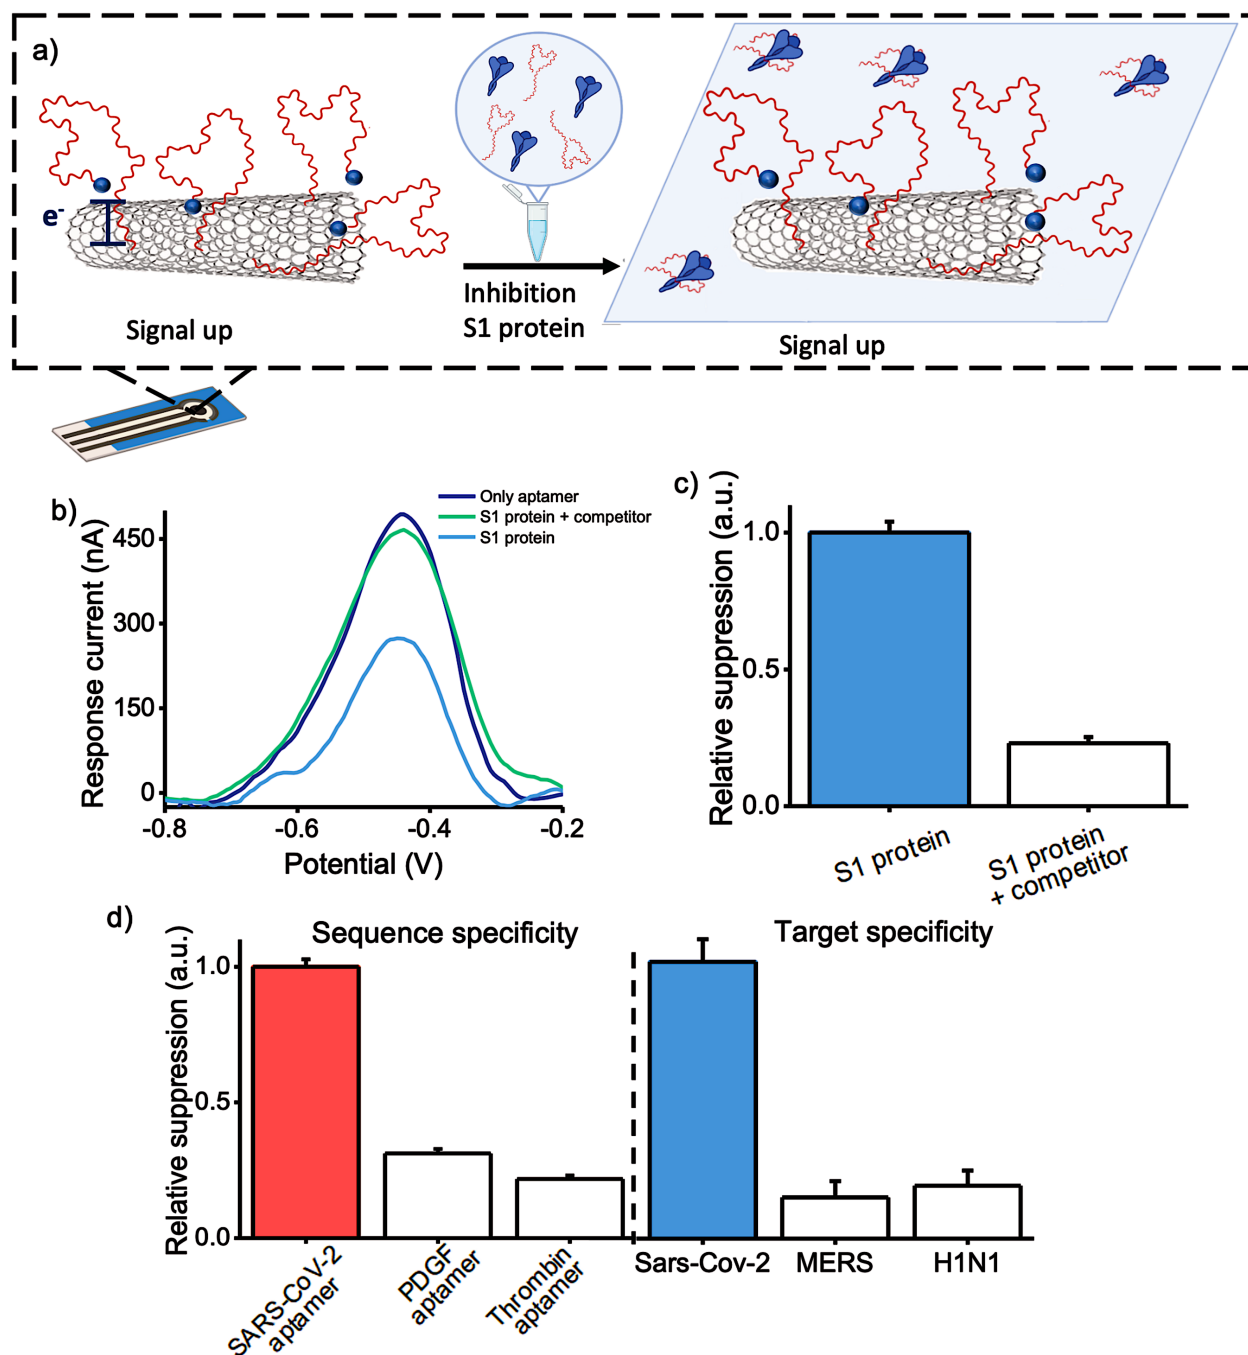 a)
e-
Signal up
Inhibition
S1 protein
Signal up
b)
Only aptamer
S1 protein + competitor
S1 protein
Response current (nA)
450
300
150
0
-0.8
-0.6
-0.4
-0.2
Potential (V)
c)
Relative suppression (a.u.)
1.0
0.5
0.0
S1 protein
S1 protein
+ competitor
d)
Sequence specificity
Target specificity
Relative suppression (a.u.)
1.0
0.5
0.0
SARS-CoV-2
aptamer
PDGF
aptamer
Thrombin
aptamer
Sars-Cov-2
MERS
H1N1